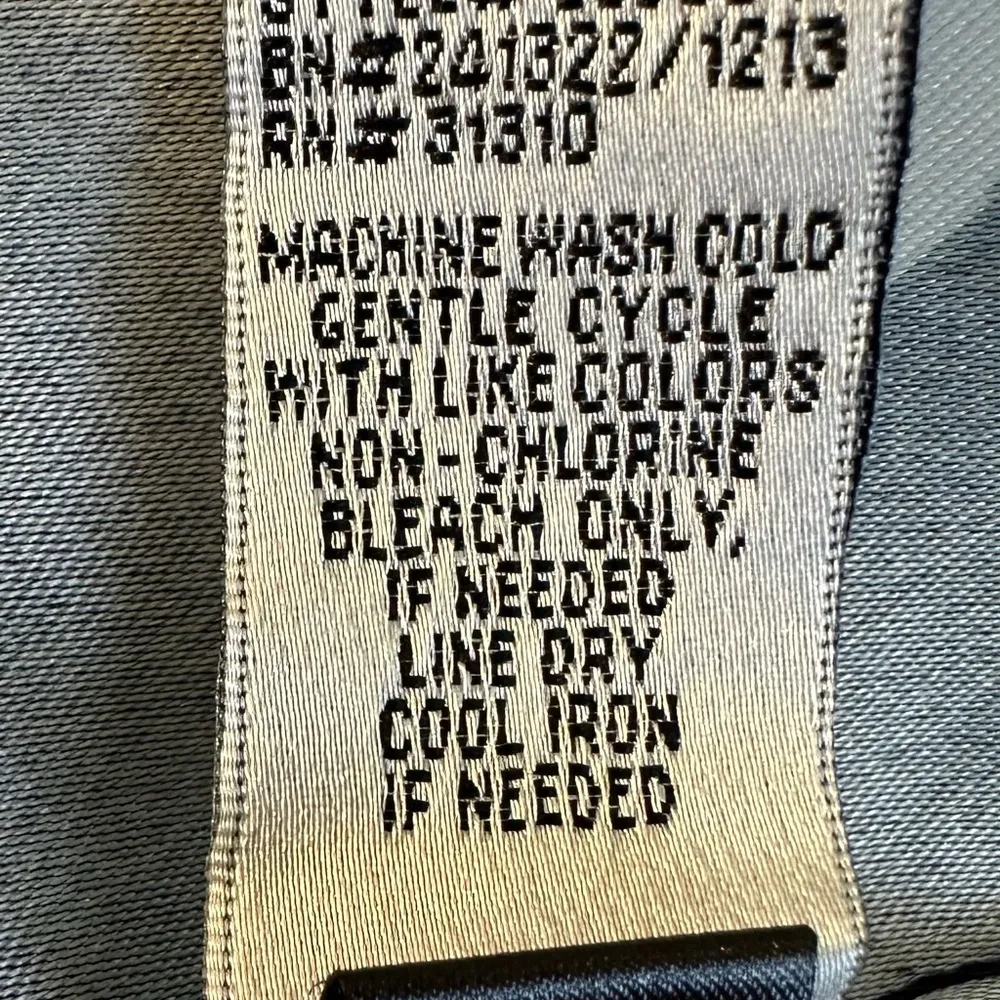 BN# 241322/1213
RN# 31310
MACHINE WASH COLD
GENTLE CYCLE
WITH LIKE COLORS
NON-CHLORINE
BLEACH ONLY,
IF NEEDED
LINE DRY
COOL IRON
IF NEEDED